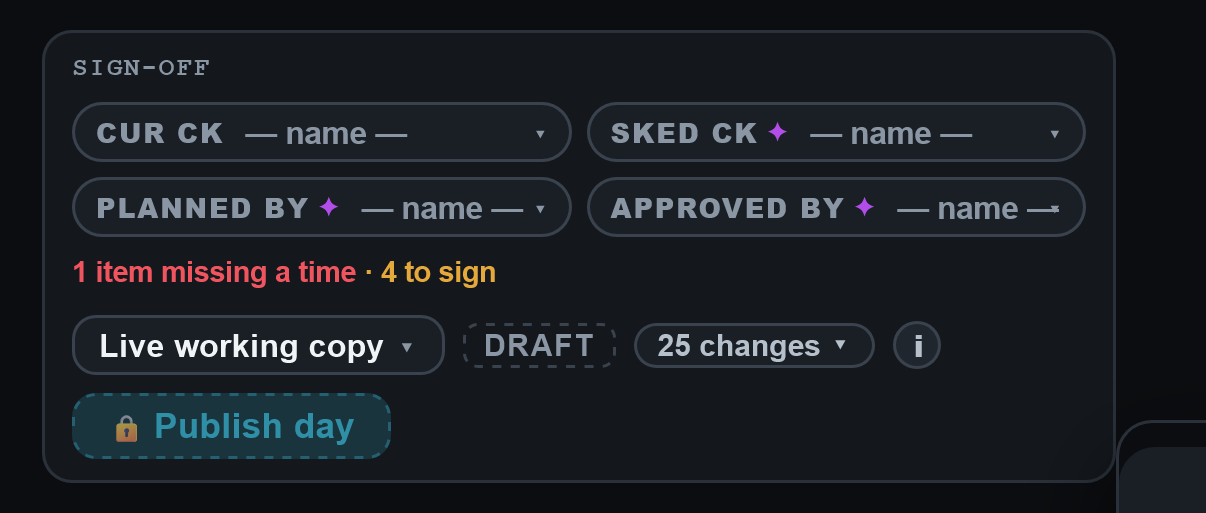 SIGN-OFF
CUR CK — name — ▾ SKED CK ✦ — name — ▾
PLANNED BY ✦ — name — ▾ APPROVED BY ✦ — name — ▾
1 item missing a time · 4 to sign
Live working copy ▾ DRAFT 25 changes ▾ i
🔒 Publish day